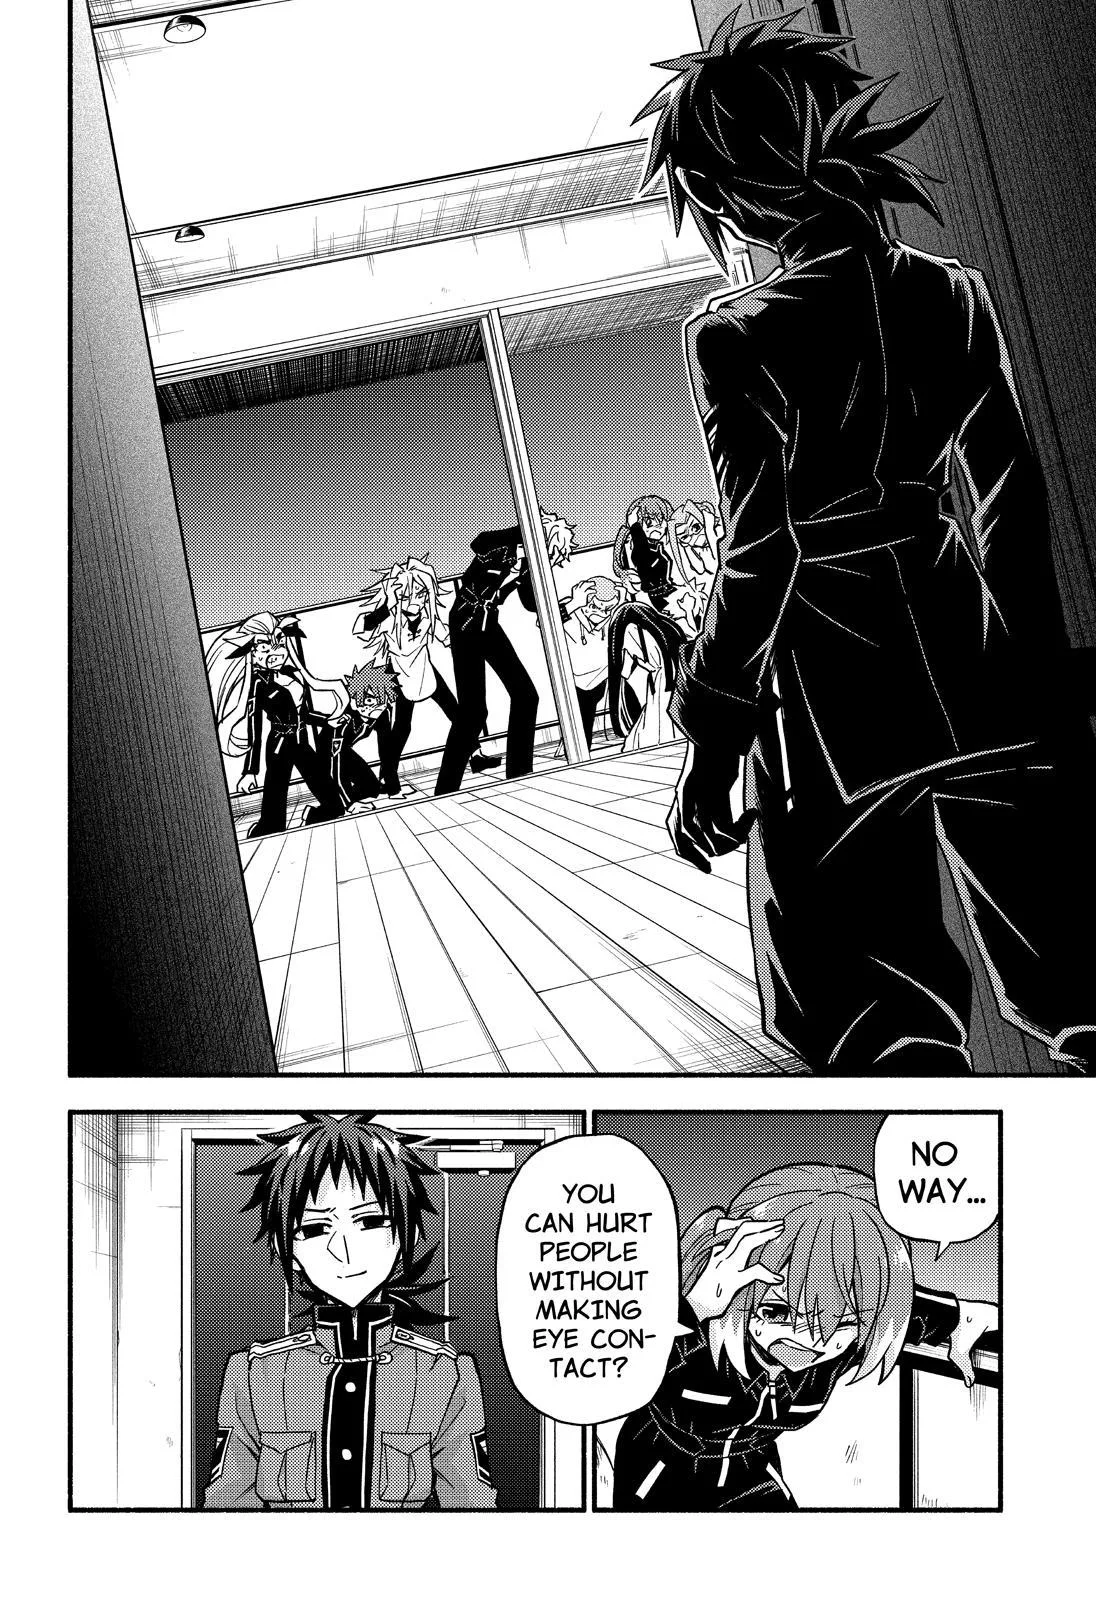 NO
WAY...
YOU
CAN HURT
PEOPLE
WITHOUT
MAKING
EYE CON-
TACT?